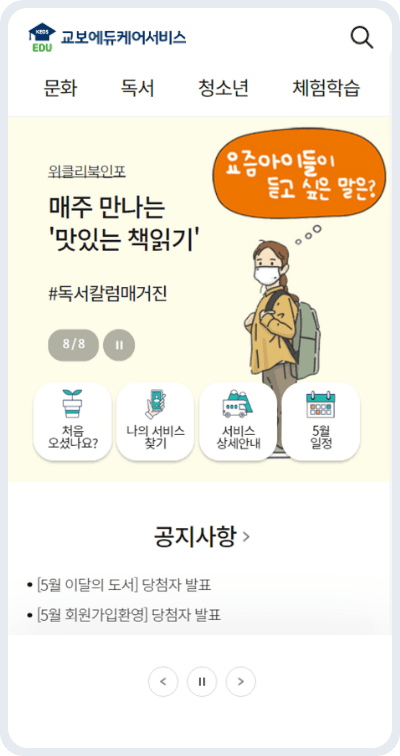 KEDS
EDU
교보에듀케어서비스
문화 독서 청소년 체험학습
위클리북인포
매주 만나는
'맛있는 책읽기'
#독서칼럼매거진
8/8
요즘아이들이
듣고 싶은 말은?
처음
오셨나요?
나의 서비스
찾기
서비스
상세안내
5월
일정
공지사항 >
• [5월 이달의 도서] 당첨자 발표
• [5월 회원가입환영] 당첨자 발표